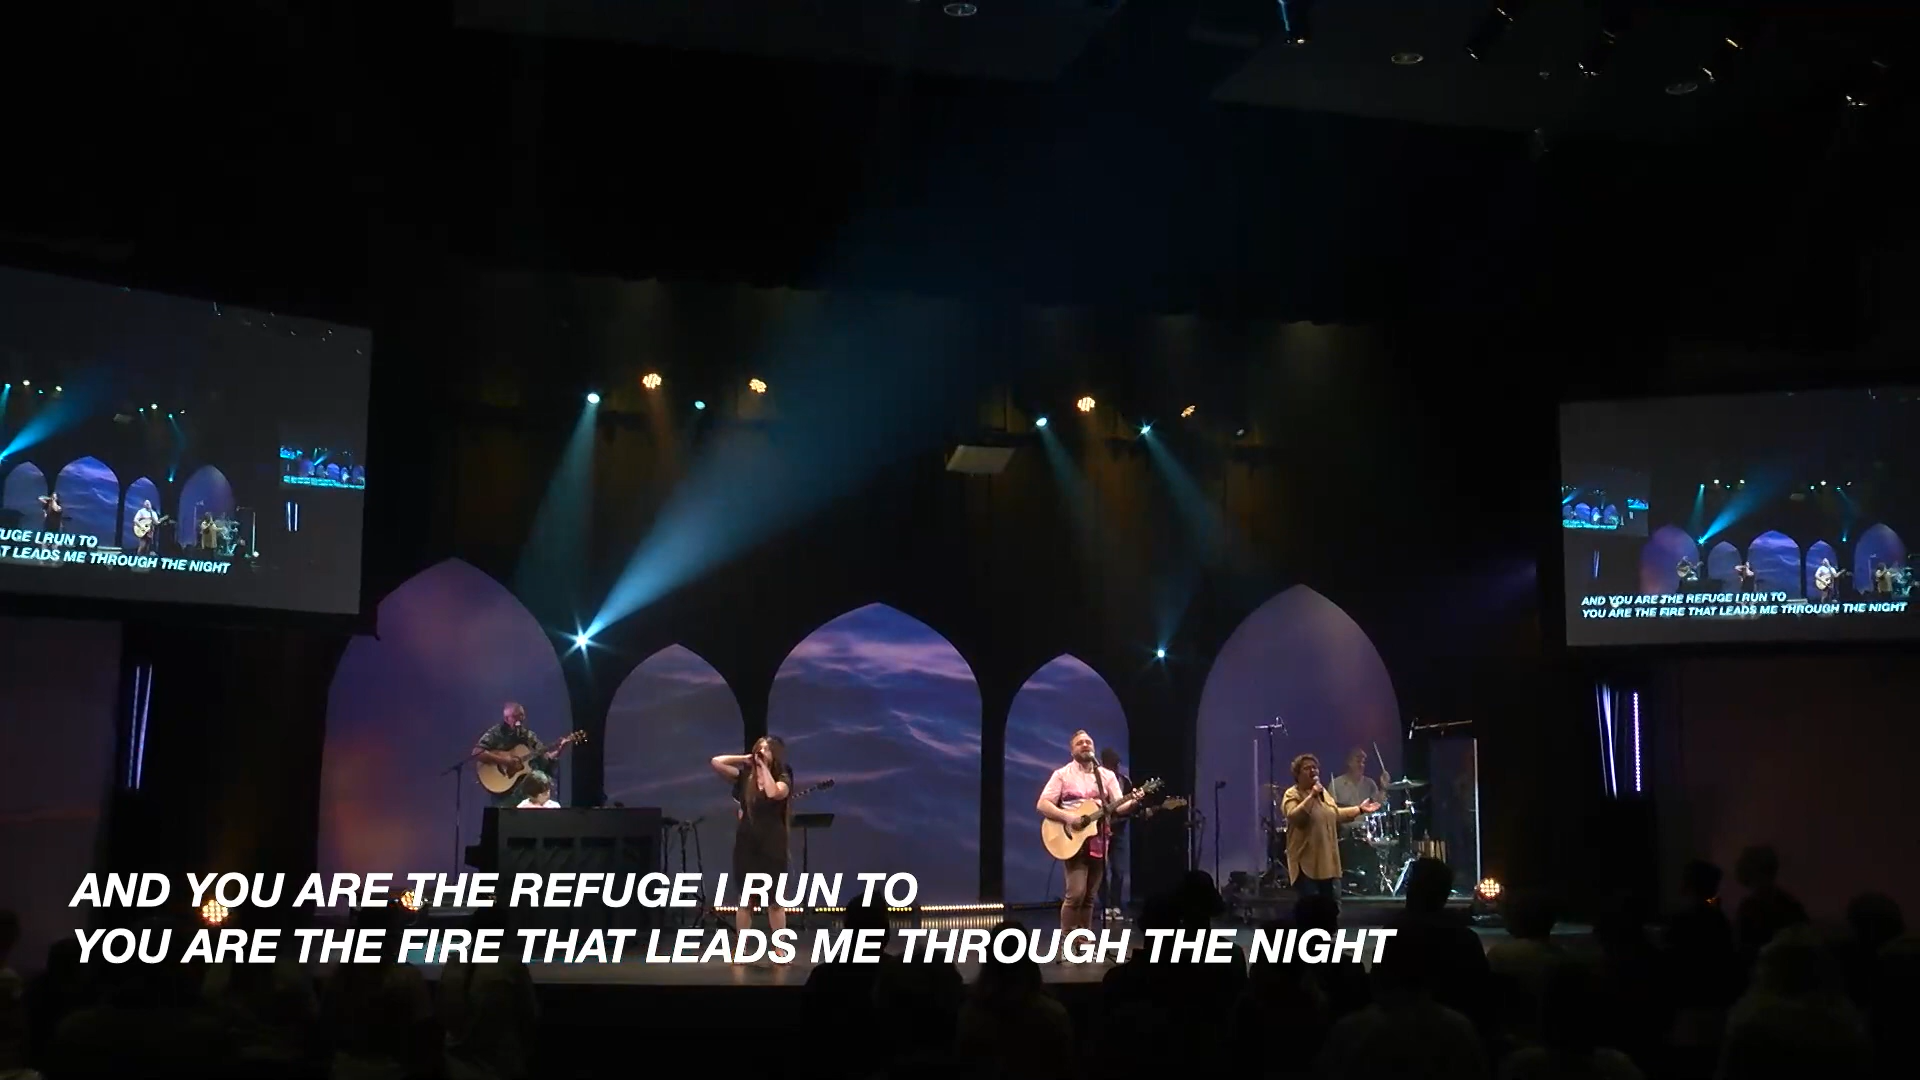 UGE I RUN TO
T LEADS ME THROUGH THE NIGHT
AND YOU ARE THE REFUGE I RUN TO
YOU ARE THE FIRE THAT LEADS ME THROUGH THE NIGHT
AND YOU ARE THE REFUGE I RUN TO
YOU ARE THE FIRE THAT LEADS ME THROUGH THE NIGHT